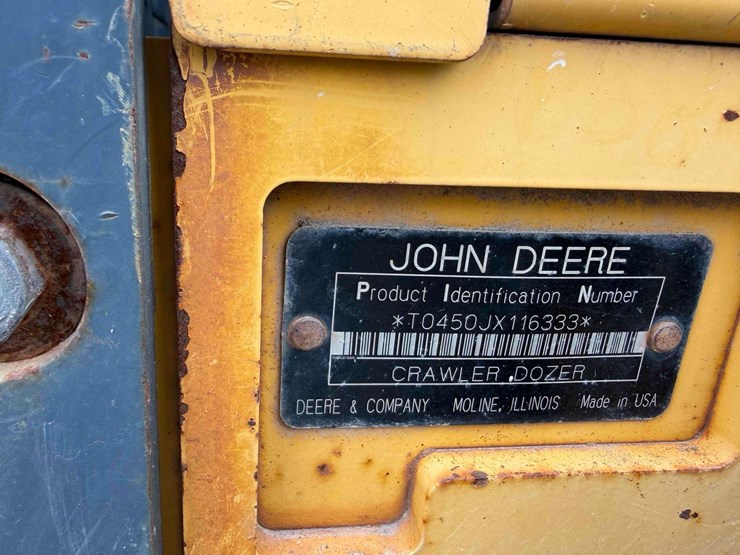 JOHN DEERE
Product Identification Number
*T0450JX116333*
CRAWLER DOZER
DEERE & COMPANY MOLINE, ILLINOIS Made in USA